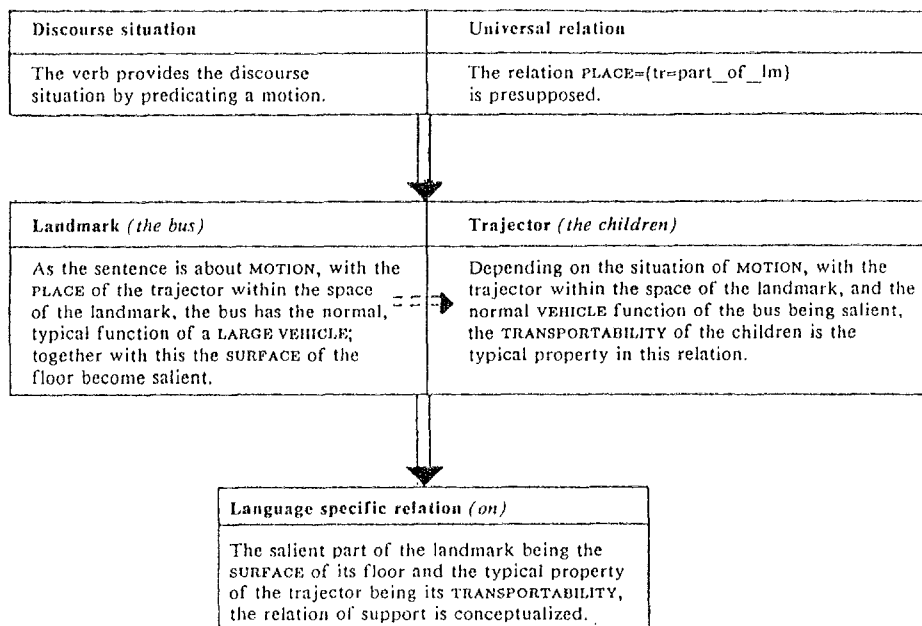 Discourse situation
Universal relation
The verb provides the discourse
situation by predicating a motion.
The relation PLACE={tr=part_of_lm}
is presupposed.
Landmark (the bus)
As the sentence is about MOTION, with the
PLACE of the trajector within the space
of the landmark, the bus has the normal,
typical function of a LARGE VEHICLE;
together with this the SURFACE of the
floor become salient.
Trajector (the children)
Depending on the situation of MOTION, with the
trajector within the space of the landmark, and the
normal VEHICLE function of the bus being salient,
the TRANSPORTABILITY of the children is the
typical property in this relation.
Language specific relation (on)
The salient part of the landmark being the
SURFACE of its floor and the typical property
of the trajector being its TRANSPORTABILITY,
the relation of support is conceptualized.